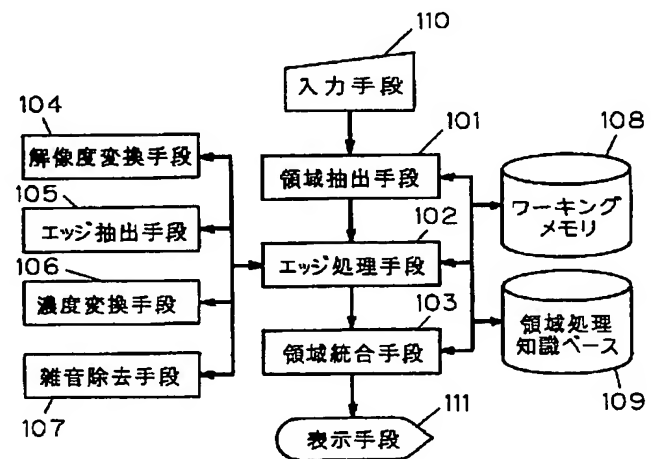 110
入力手段
104
解像度変換手段
101
領域抽出手段
108
ワーキング
メモリ
105
エッジ抽出手段
102
エッジ処理手段
106
濃度変換手段
103
領域統合手段
領域処理
知識ベース
109
雑音除去手段
107
表示手段
111